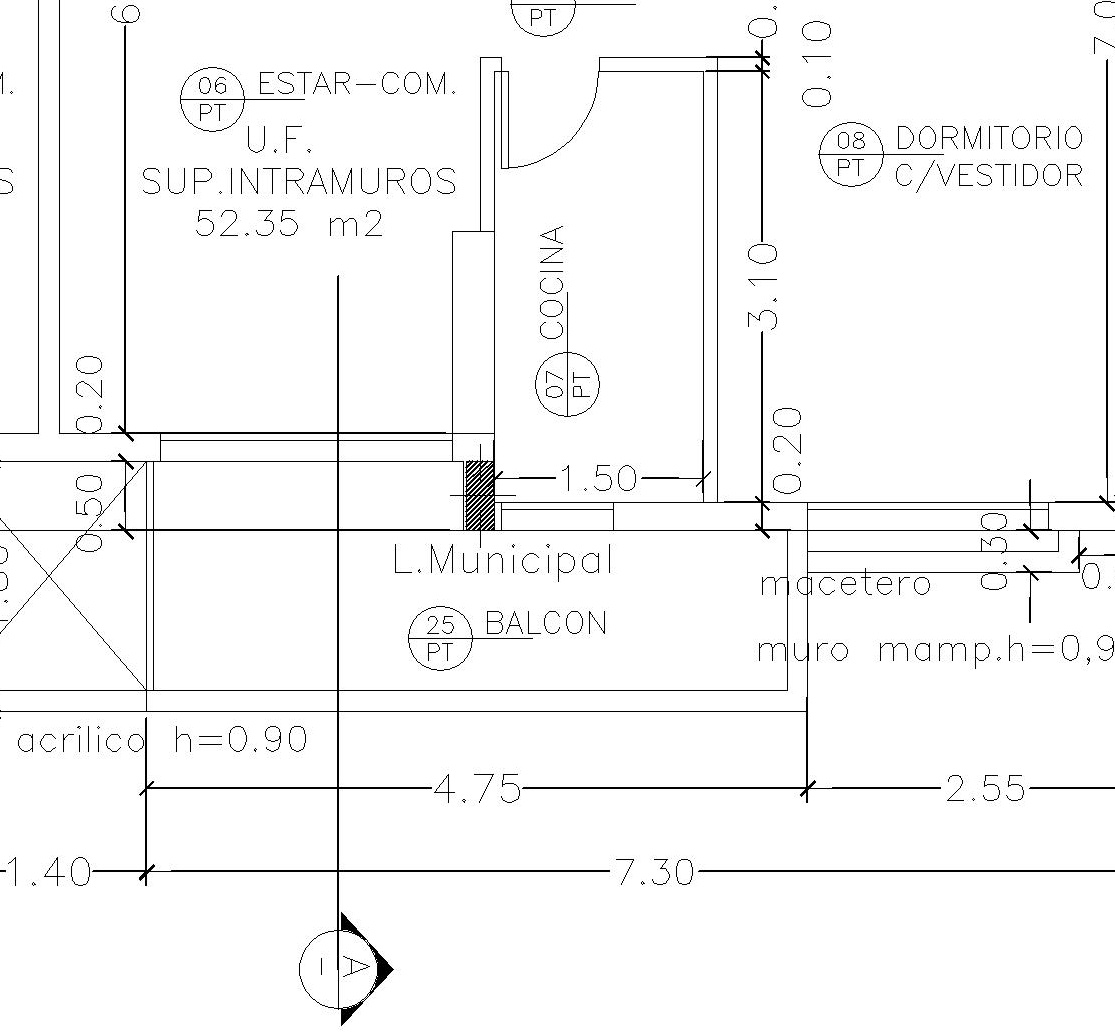 6
PT
0.
0.10
7.0
M.
06
PT
ESTAR-COM.
U.F.
SUP.INTRAMUROS
52.35 m2
S
08
PT
DORMITORIO
C/VESTIDOR
COCINA
07
PT
3.10
0.20
0.20
1.50
0.50
L.Municipal
0.30
0.
macetero
25
PT
BALCON
muro mamp.h=0,9
acrilico h=0.90
4.75
2.55
1.40
7.30
A
–